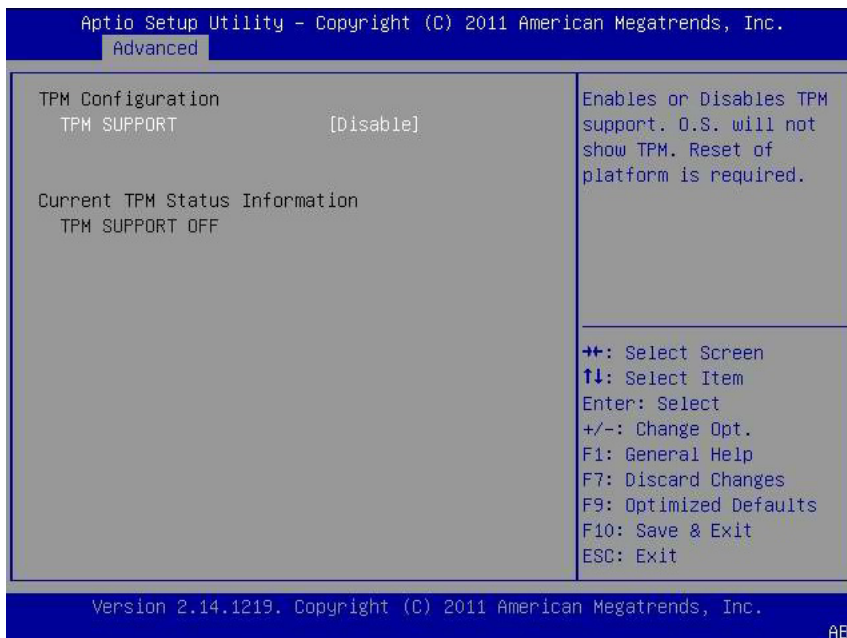 Aptio Setup Utility – Copyright (C) 2011 American Megatrends, Inc.
Advanced
TPM Configuration
TPM SUPPORT [Disable]
Current TPM Status Information
TPM SUPPORT OFF
Enables or Disables TPM
support. O.S. will not
show TPM. Reset of
platform is required.
→←: Select Screen
↑↓: Select Item
Enter: Select
+/-: Change Opt.
F1: General Help
F7: Discard Changes
F9: Optimized Defaults
F10: Save & Exit
ESC: Exit
Version 2.14.1219. Copyright (C) 2011 American Megatrends, Inc.